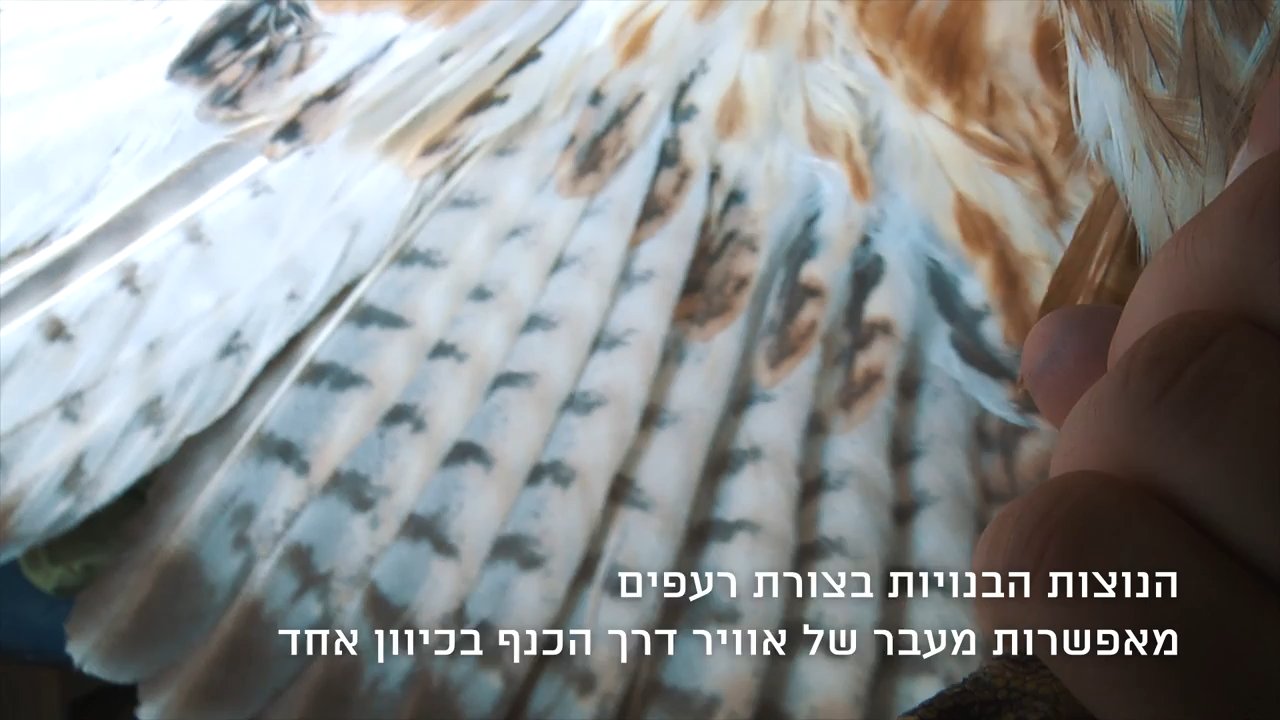 הנוצות הבנויות בצורת רעפים
מאפשרות מעבר של אוויר דרך הכנף בכיוון אחד